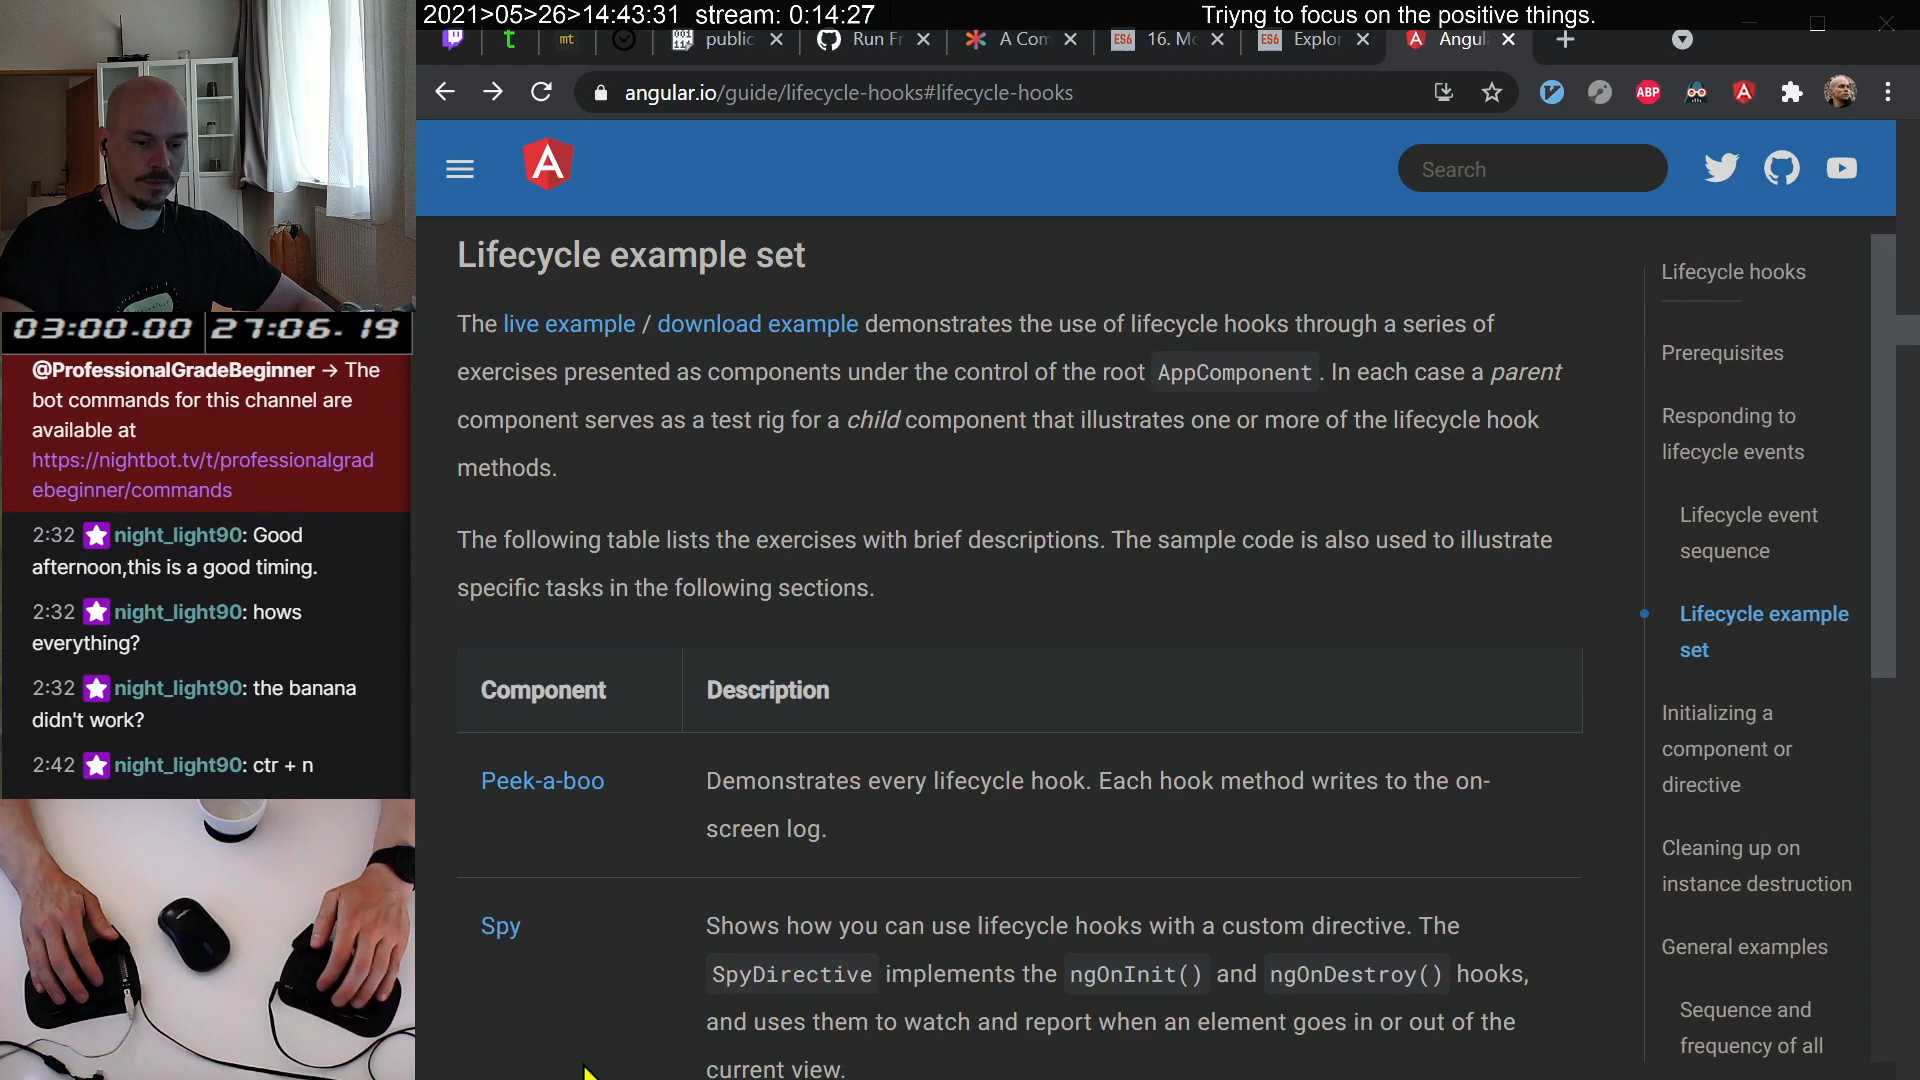 2021>05>26>14:43:31 stream: 0:14:27
Triyng to focus on the positive things.
t
mt
public
Run Fr
A Com
ES6 16. Mo
ES6 Explor
Angul
angular.io/guide/lifecycle-hooks#lifecycle-hooks
ABP
Search
Lifecycle example set
The live example / download example demonstrates the use of lifecycle hooks through a series of
exercises presented as components under the control of the root AppComponent. In each case a parent
component serves as a test rig for a child component that illustrates one or more of the lifecycle hook
methods.
The following table lists the exercises with brief descriptions. The sample code is also used to illustrate
specific tasks in the following sections.
Component Description
Peek-a-boo
Demonstrates every lifecycle hook. Each hook method writes to the on-
screen log.
Spy
Shows how you can use lifecycle hooks with a custom directive. The
SpyDirective implements the ngOnInit() and ngOnDestroy() hooks,
and uses them to watch and report when an element goes in or out of the
current view.
Lifecycle hooks
Prerequisites
Responding to
lifecycle events
Lifecycle event
sequence
Lifecycle example
set
Initializing a
component or
directive
Cleaning up on
instance destruction
General examples
Sequence and
frequency of all
03:00.00 27:06.19
@ProfessionalGradeBeginner → The
bot commands for this channel are
available at
https://nightbot.tv/t/professionalgrad
ebeginner/commands
2:32 night_light90: Good
afternoon,this is a good timing.
2:32 night_light90: hows
everything?
2:32 night_light90: the banana
didn't work?
2:42 night_light90: ctr + n